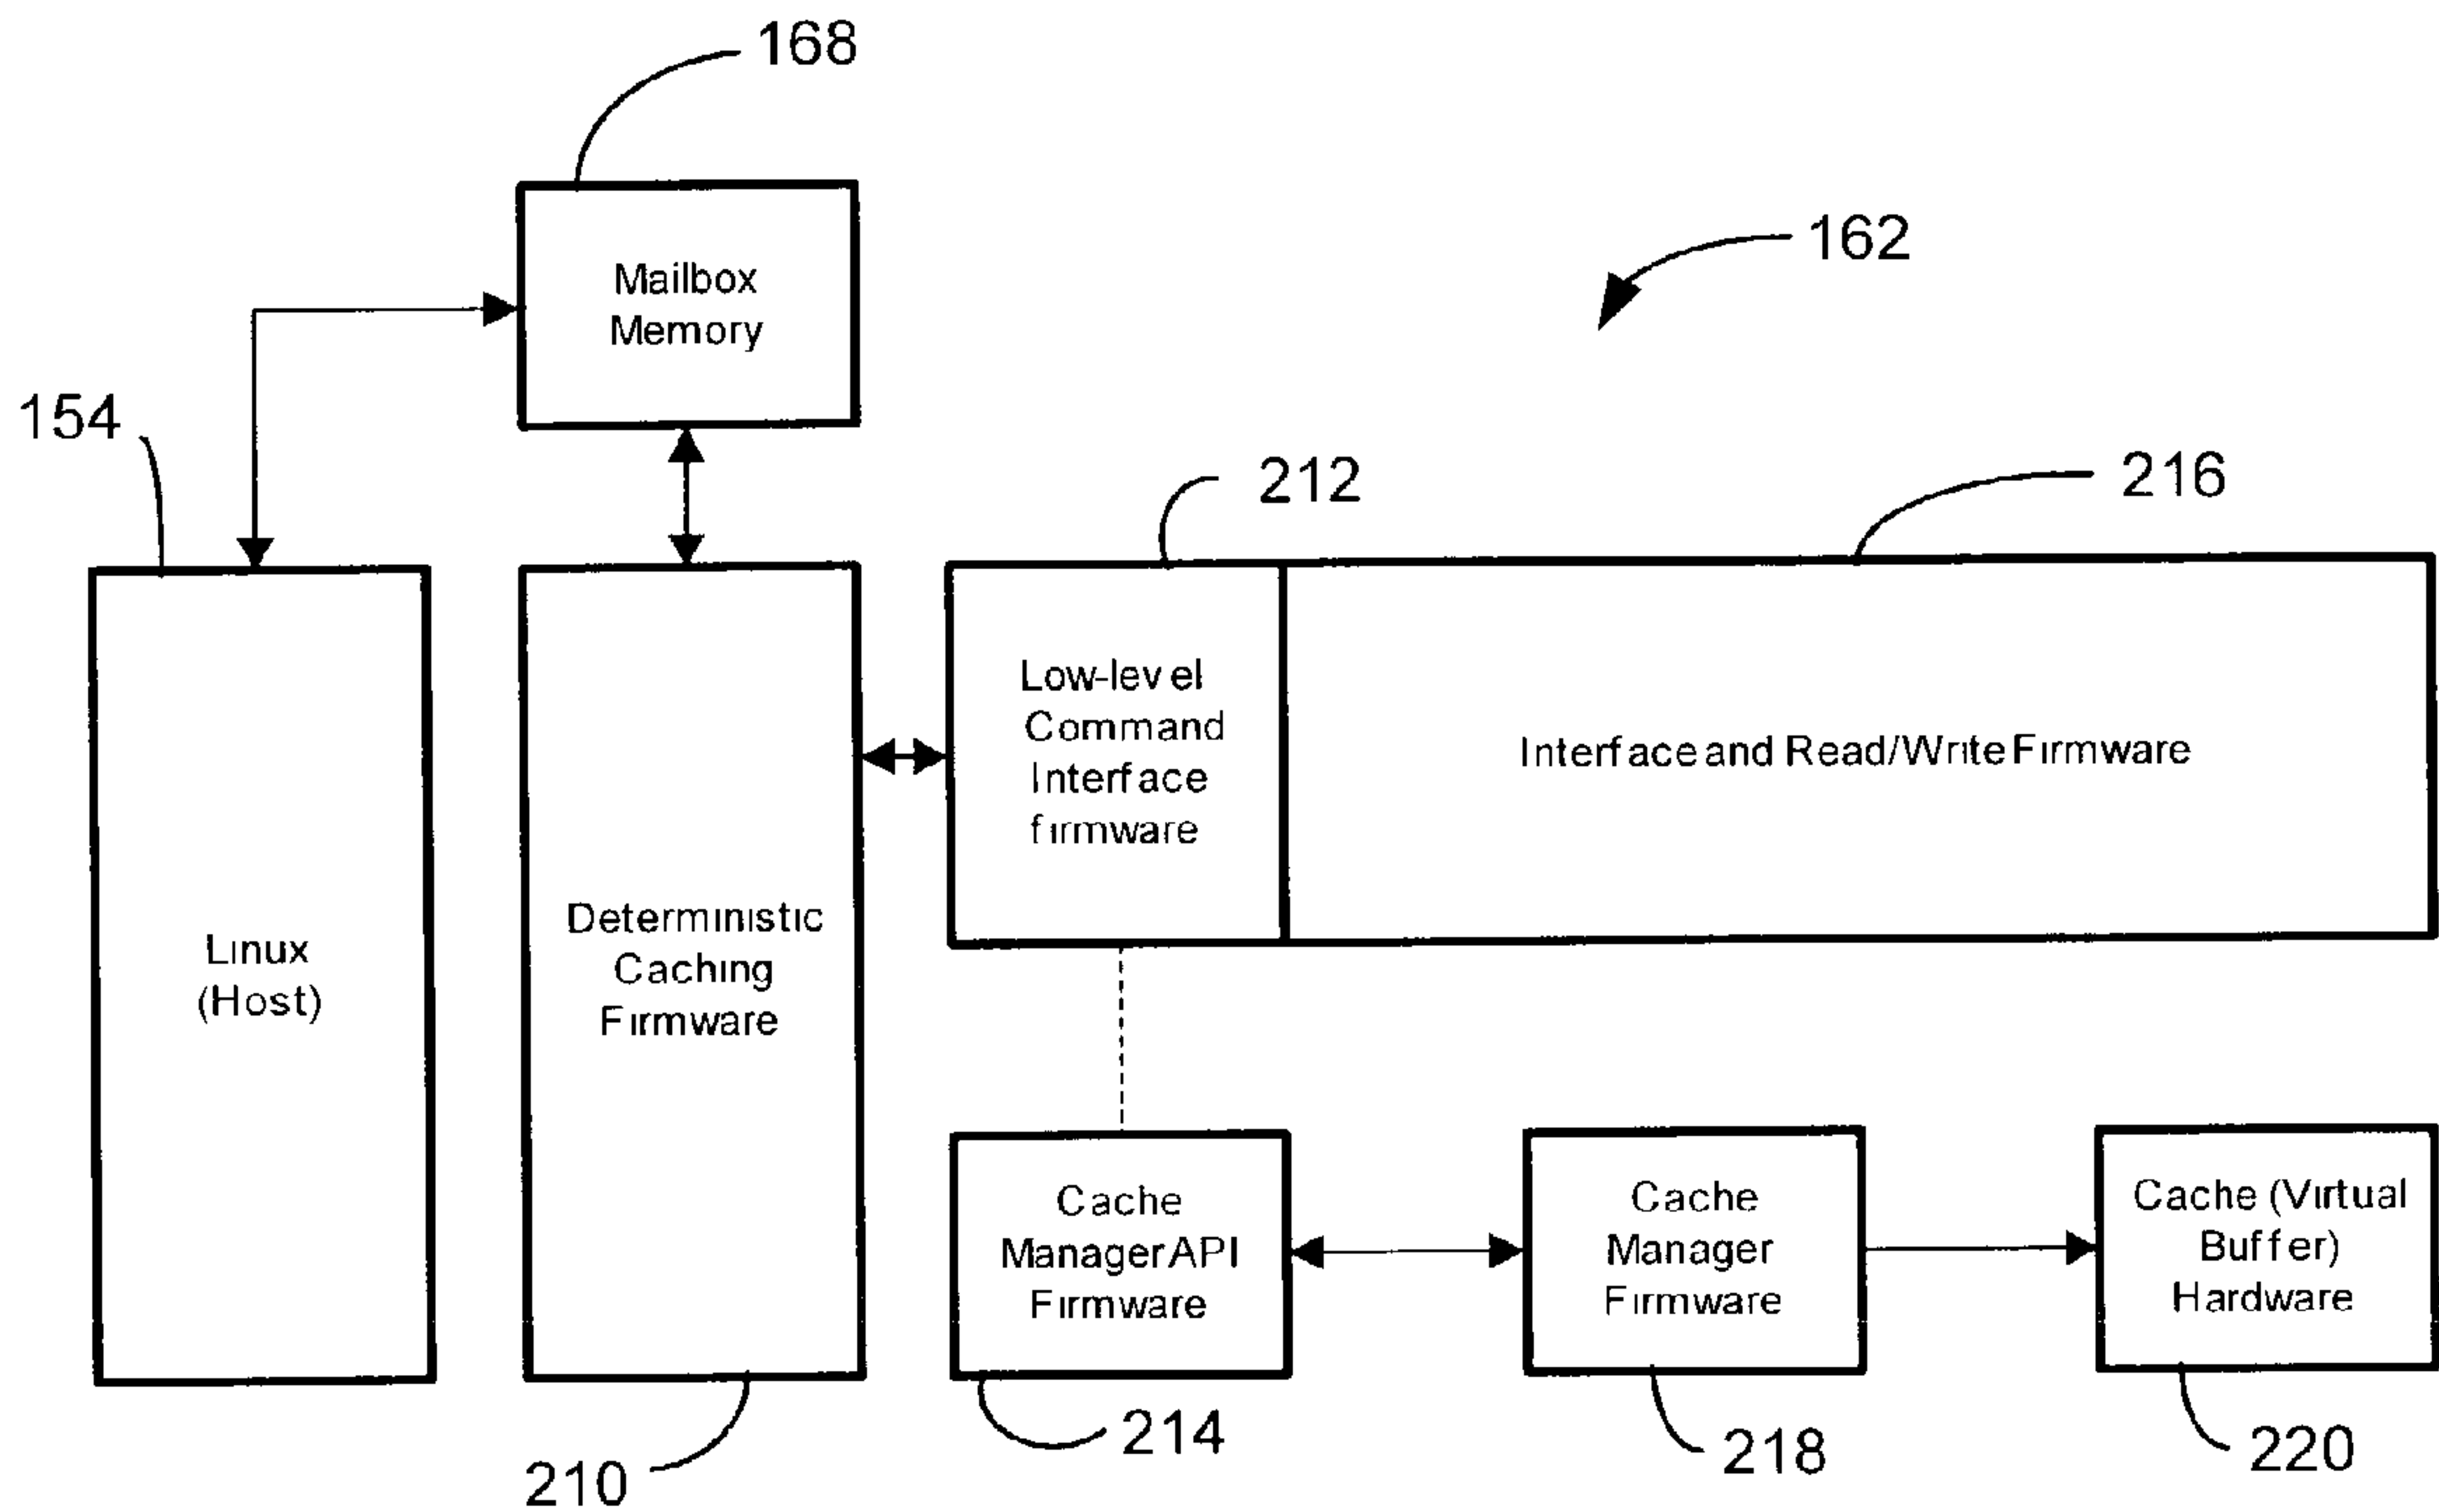 168
Mailbox
Memory
162
154
212
216
Low-level
Command
Interface
firmware
Interface and Read/Write Firmware
Linux
(Host)
Deterministic
Caching
Firmware
Cache
Manager API
Firmware
Cache
Manager
Firmware
Cache (Virtual
Buffer)
Hardware
210
214
218
220